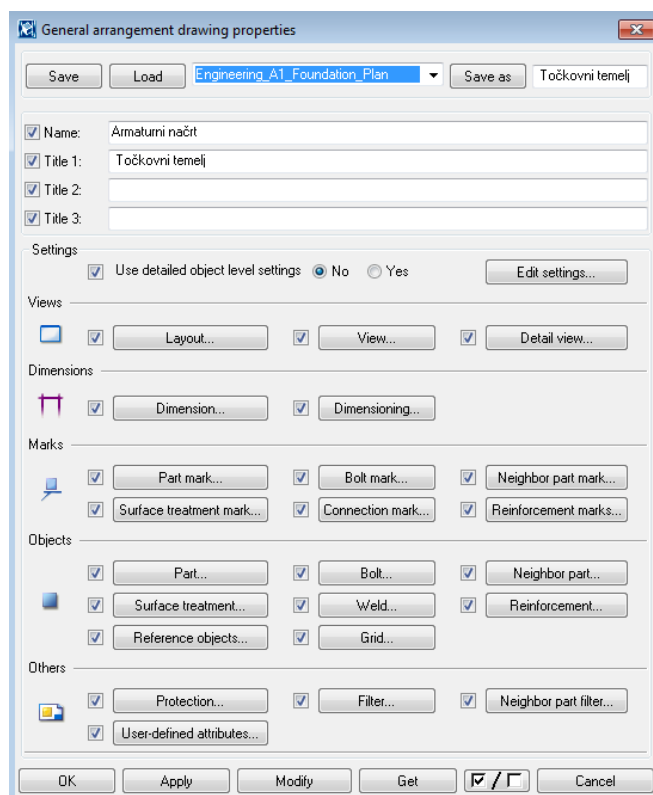 General arrangement drawing properties
Save Load Engineering_A1_Foundation_Plan Save as Točkovni temelj
Name: Armaturni načrt
Title 1: Točkovni temelj
Title 2:
Title 3:
Settings
Use detailed object level settings No Yes Edit settings...
Views
Layout... View... Detail view...
Dimensions
Dimension... Dimensioning...
Marks
Part mark... Bolt mark... Neighbor part mark...
Surface treatment mark... Connection mark... Reinforcement marks...
Objects
Part... Bolt... Neighbor part...
Surface treatment... Weld... Reinforcement...
Reference objects... Grid...
Others
Protection... Filter... Neighbor part filter...
User-defined attributes...
OK Apply Modify Get / Cancel